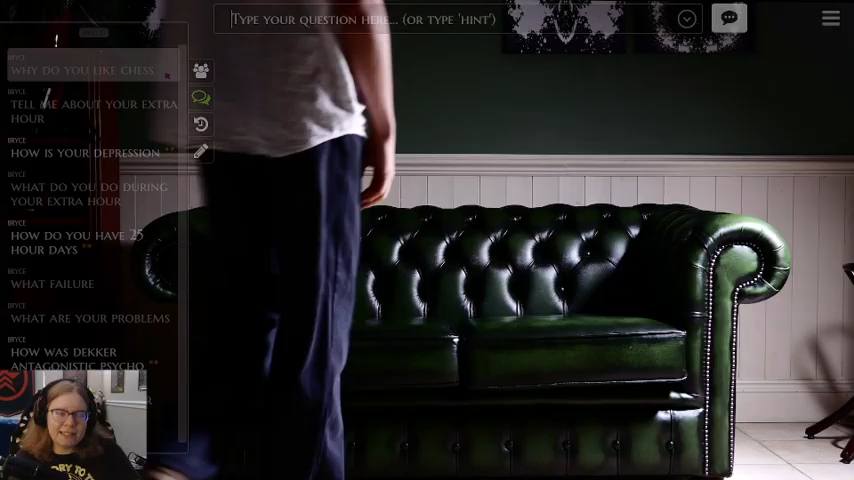 Type your question here... (or type 'hint')
BRYCE
WHY DO YOU LIKE CHESS
BRYCE
TELL ME ABOUT YOUR EXTRA
HOUR
BRYCE
HOW IS YOUR DEPRESSION **
WHAT DO YOU DO DURING
YOUR EXTRA HOUR
BRYCE
HOW DO YOU HAVE 25
HOUR DAYS **
BRYCE
WHAT FAILURE
BRYCE
WHAT ARE YOUR PROBLEMS
BRYCE
HOW WAS DEKKER
ANTAGONISTIC PSYCHO **